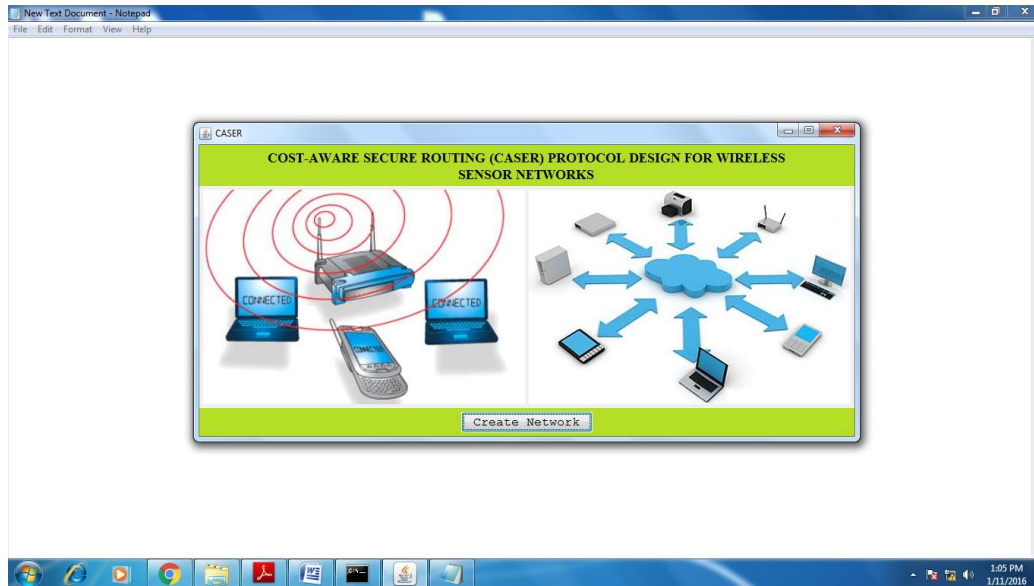 New Text Document - Notepad
File Edit Format View Help
CASER
COST-AWARE SECURE ROUTING (CASER) PROTOCOL DESIGN FOR WIRELESS
SENSOR NETWORKS
CONNECTED
CONNECTED
CONNECTED
Create Network
1:05 PM
1/11/2016